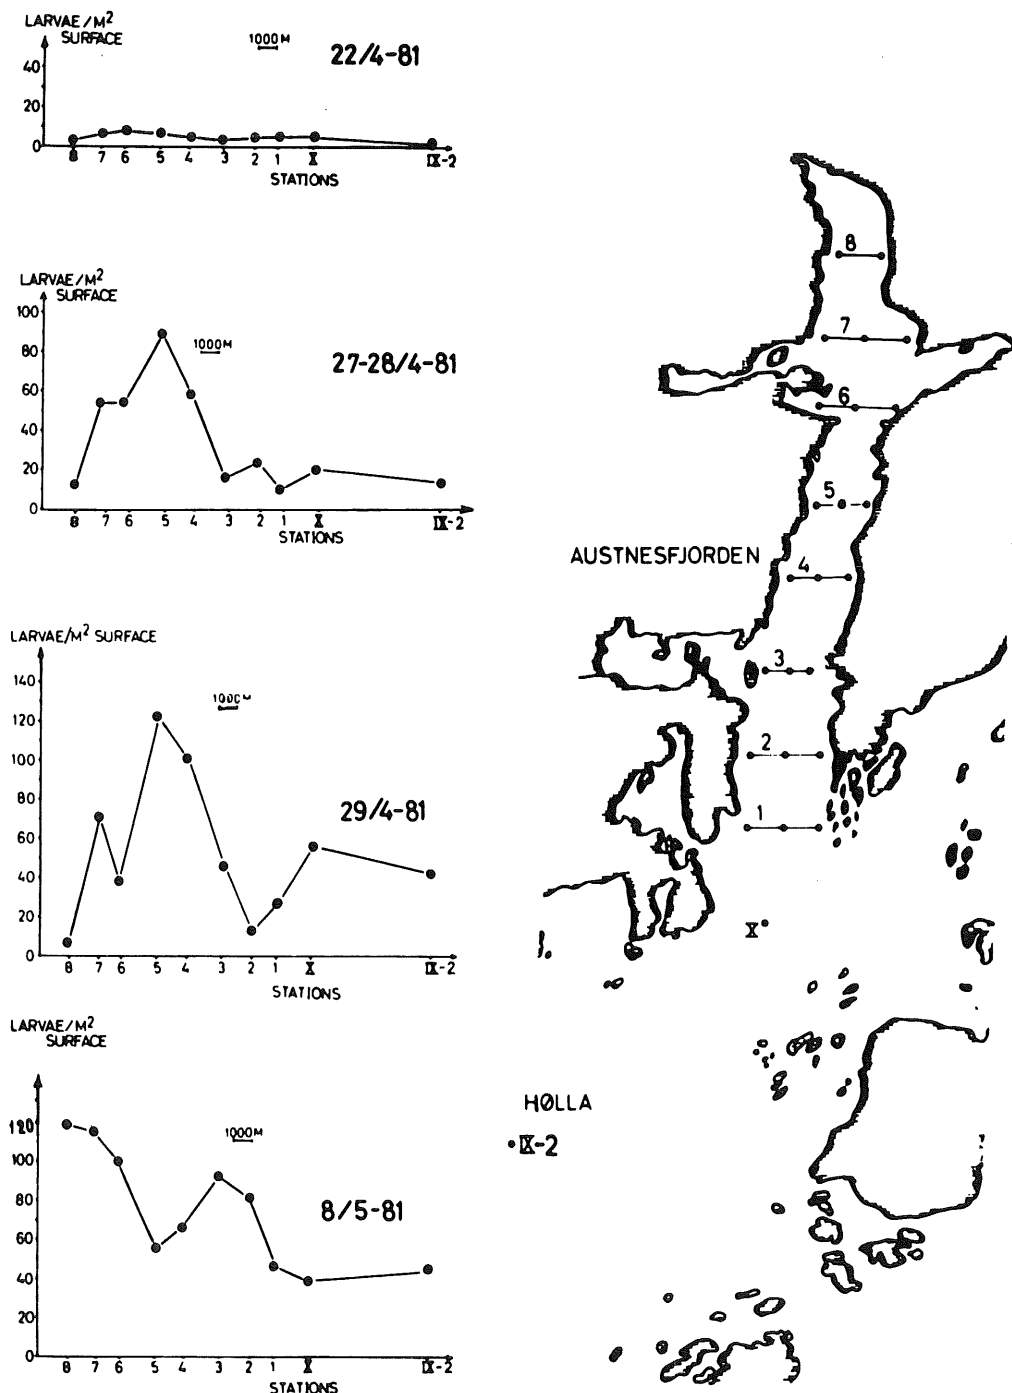 LARVAE/M²
SURFACE
1000M
22/4-81
40
20
0
8 7 6 5 4 3 2 1 X IX-2
STATIONS
LARVAE/M²
SURFACE
100
80
60
40
20
0
1000M
27-28/4-81
8 7 6 5 4 3 2 1 X IX-2
STATIONS
LARVAE/M² SURFACE
140
120
100
80
60
40
20
0
1000M
29/4-81
8 7 6 5 4 3 2 1 X IX-2
STATIONS
LARVAE/M²
SURFACE
120
100
80
60
40
20
0
1000M
8/5-81
8 7 6 5 4 3 2 1 X IX-2
STATIONS
8
7
6
5
AUSTNESFJORDEN
4
3
2
1
X
HØLLA
IX-2